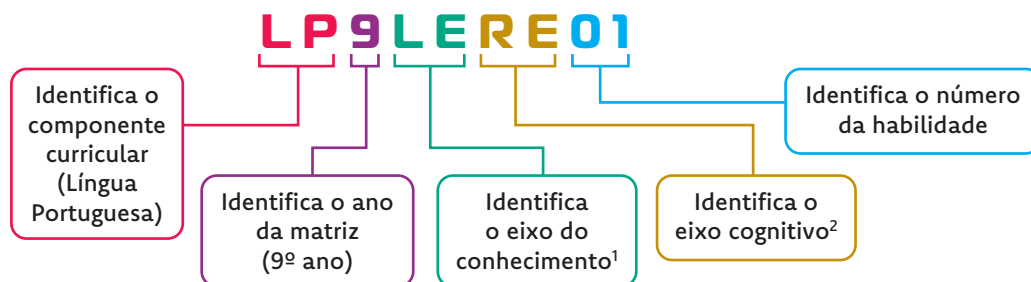 LP9LERE01
Identifica o
componente
curricular
(Língua
Portuguesa)
Identifica o ano
da matriz
(9º ano)
Identifica
o eixo do
conhecimento¹
Identifica o
eixo cognitivo²
Identifica o número
da habilidade